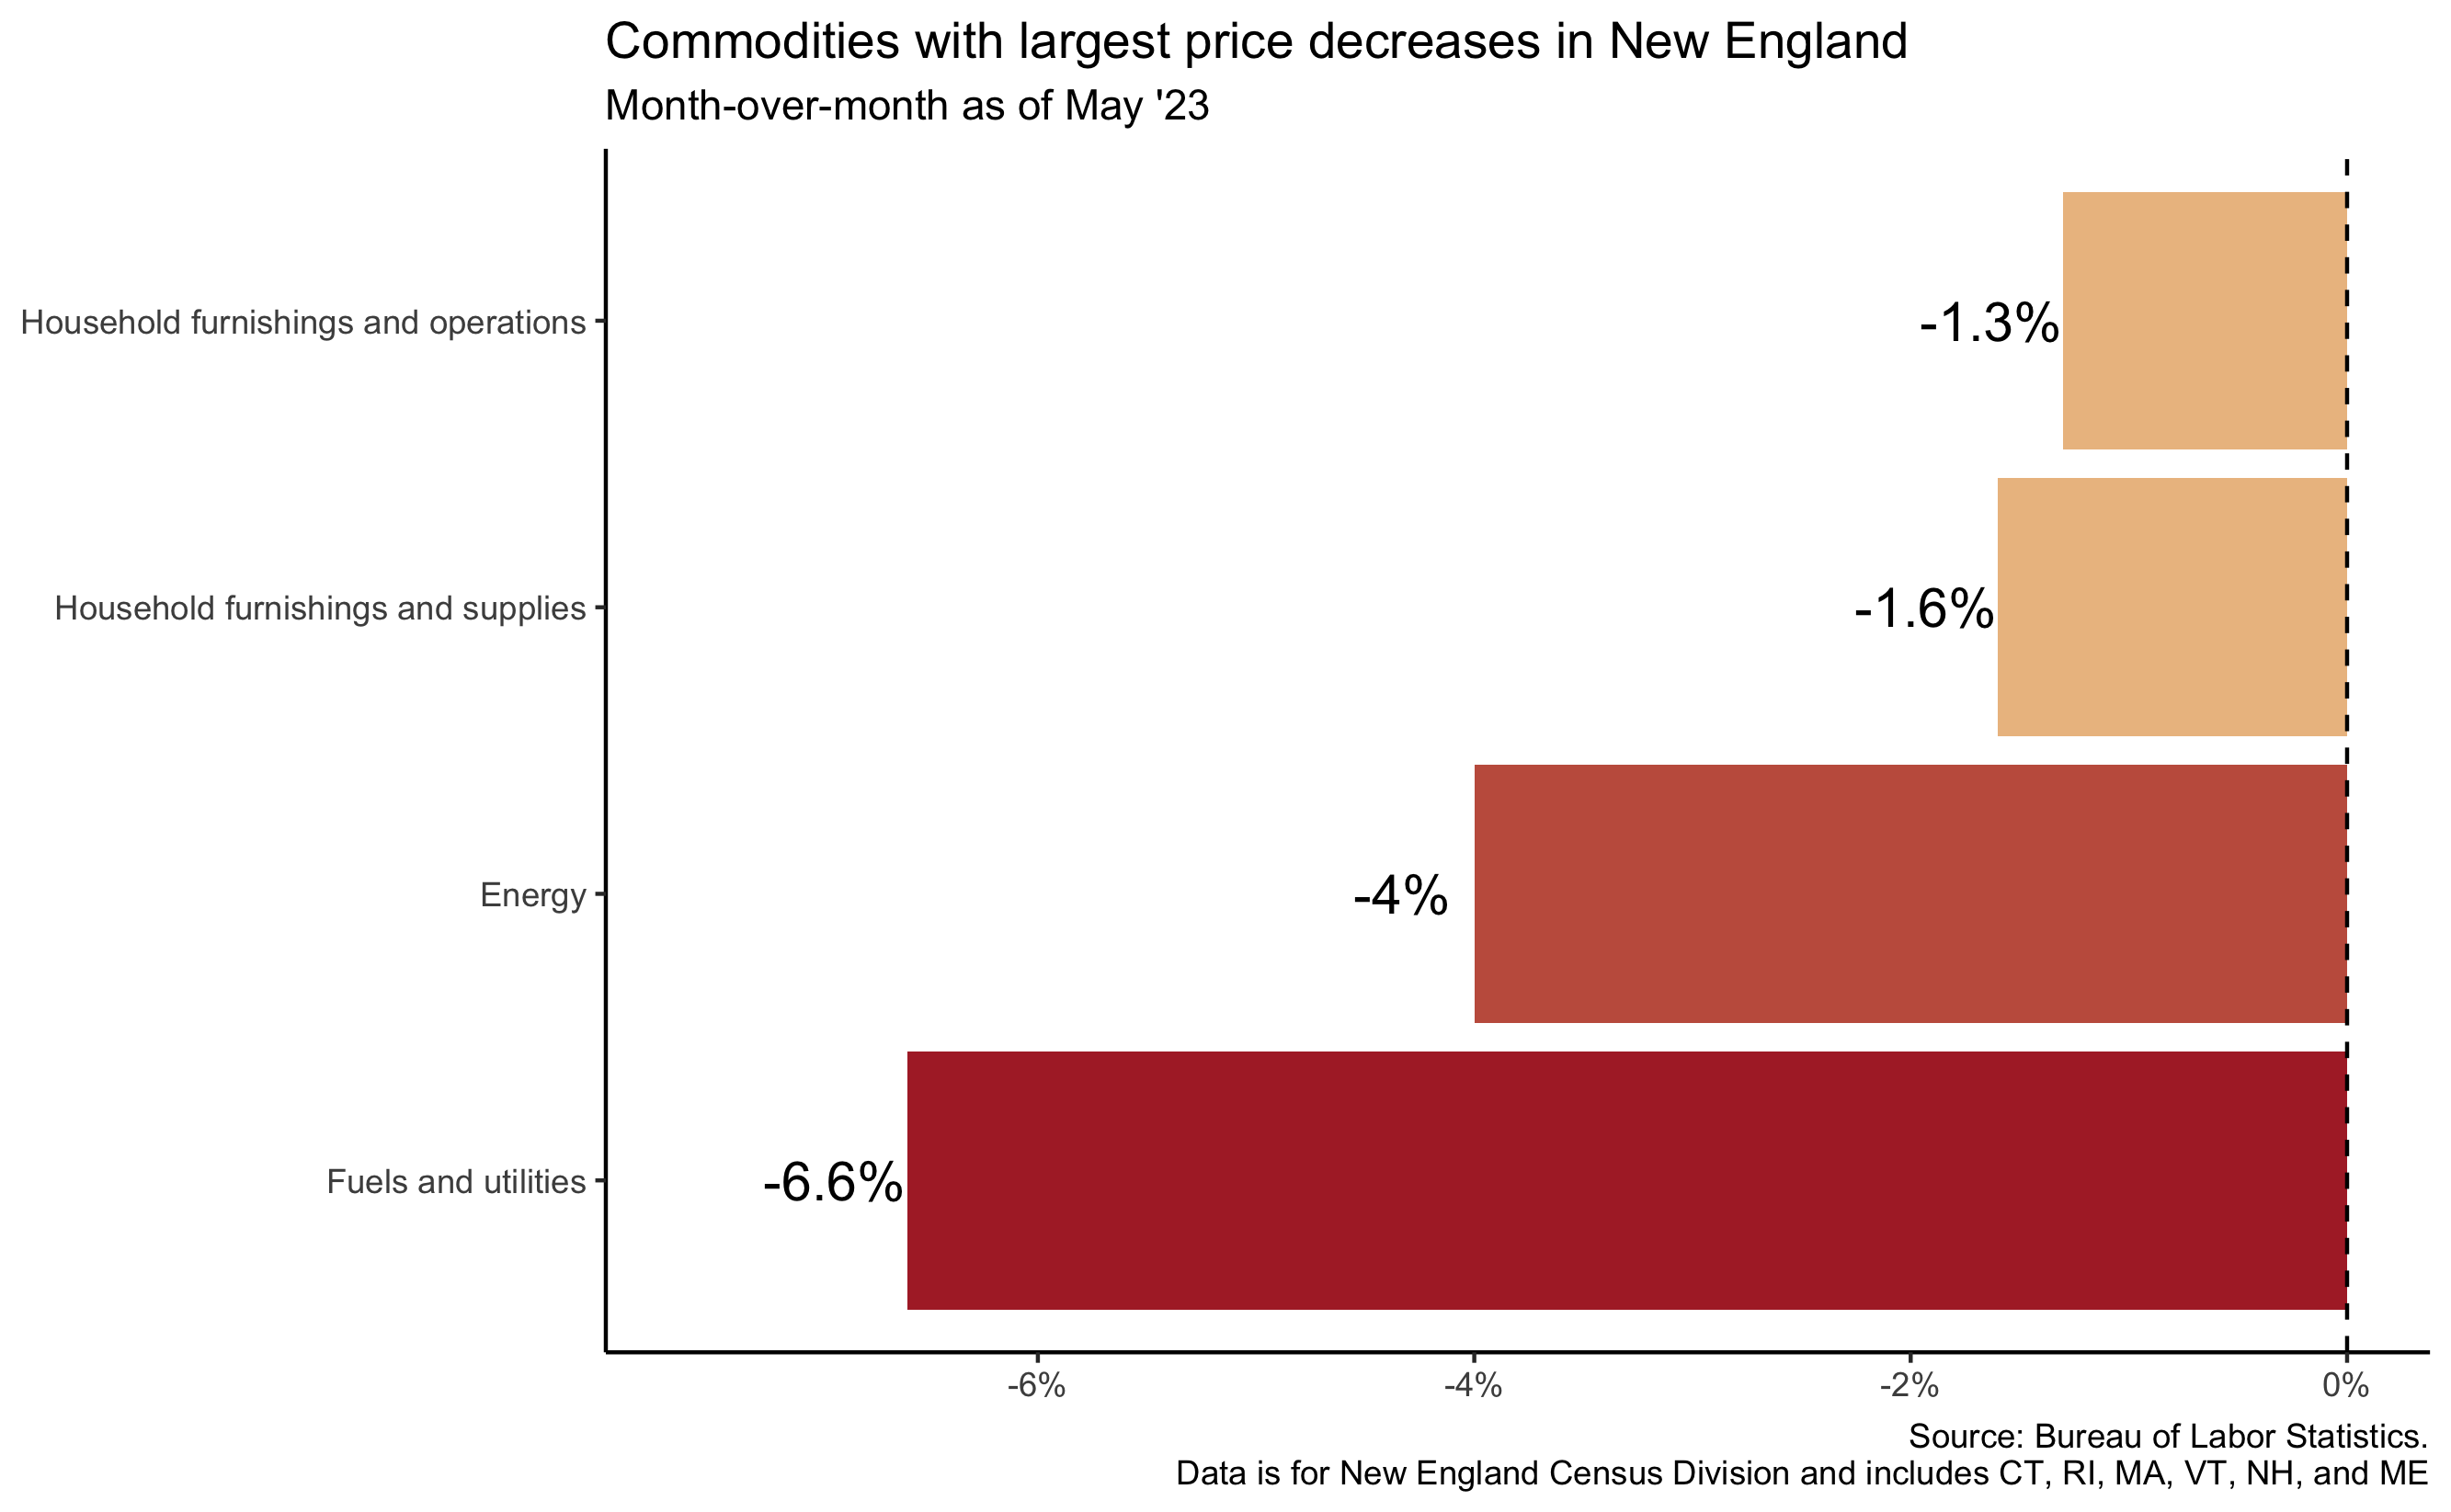 Commodities with largest price decreases in New England
Month-over-month as of May '23
Household furnishings and operations
-1.3%
Household furnishings and supplies
-1.6%
Energy
-4%
Fuels and utilities
-6.6%
-6%
-4%
-2%
0%
Source: Bureau of Labor Statistics.
Data is for New England Census Division and includes CT, RI, MA, VT, NH, and ME